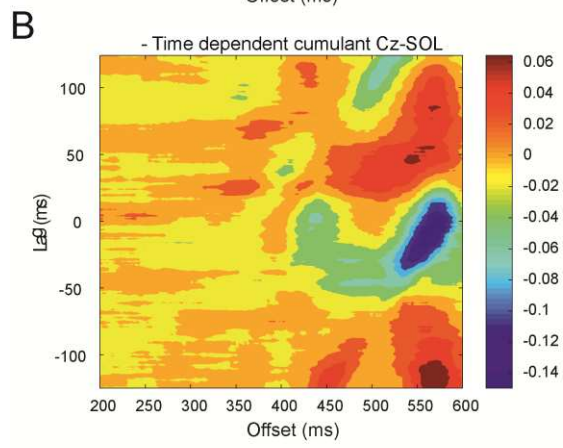 Offset (ms)
B
- Time dependent cumulant Cz-SOL
100
50
0
-50
-100
Lag (ms)
200 250 300 350 400 450 500 550 600
Offset (ms)
0.06
0.04
0.02
0
-0.02
-0.04
-0.06
-0.08
-0.1
-0.12
-0.14